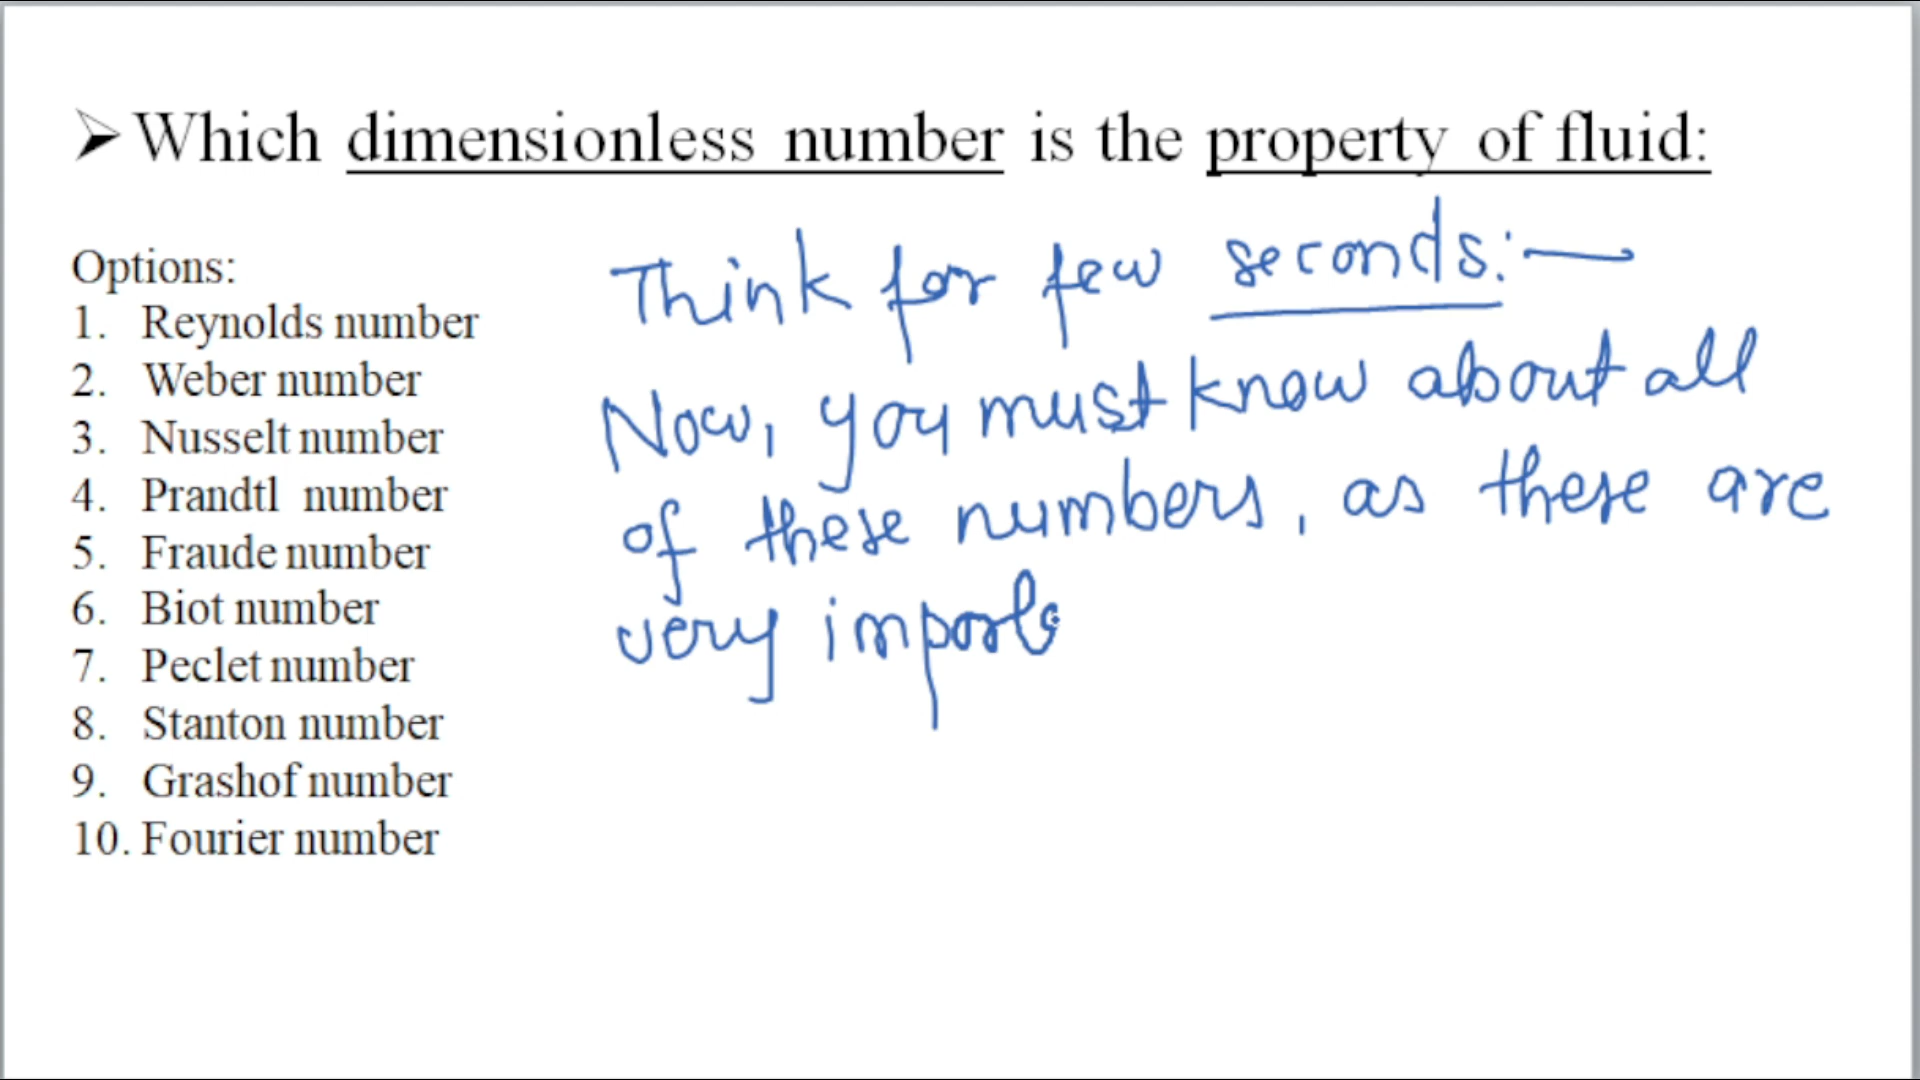 ➢Which dimensionless number is the property of fluid:
Options:
1. Reynolds number
2. Weber number
3. Nusselt number
4. Prandtl number
5. Fraude number
6. Biot number
7. Peclet number
8. Stanton number
9. Grashof number
10. Fourier number
Think for few seconds:—
Now, you must know about all
of these numbers, as these are
very import